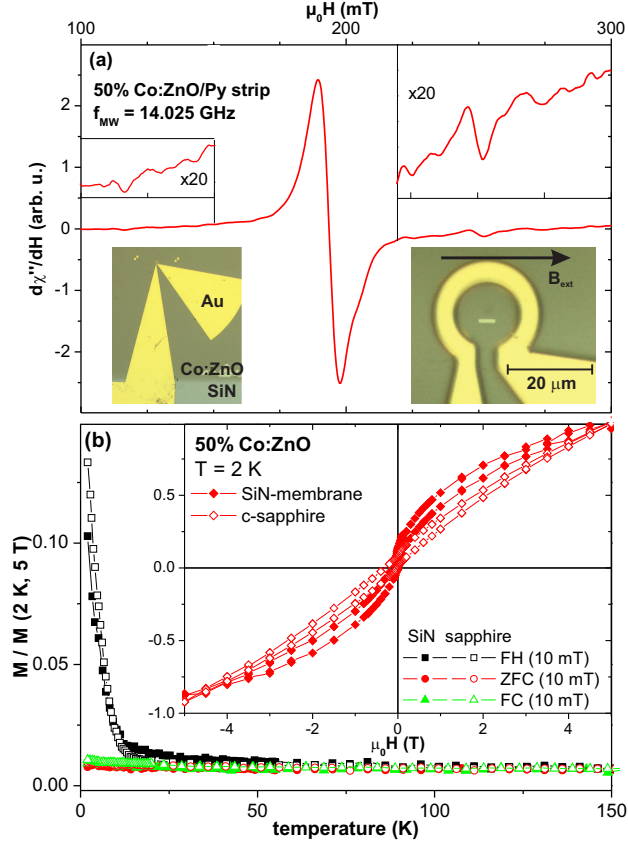 μ₀H (mT)
100 200 300
(a)
50% Co:ZnO/Py strip
f_MW = 14.025 GHz
x20
x20
2
1
0
-1
-2
dχ''/dH (arb. u.)
Au
Co:ZnO
SiN
B_ext
20 μm
(b)
50% Co:ZnO
T = 2 K
SiN-membrane
c-sapphire
0.5
0.0
-0.5
-1.0
-4 -2 0 2 4
μ₀H (T)
SiN sapphire
FH (10 mT)
ZFC (10 mT)
FC (10 mT)
0.10
0.05
0.00
M / M (2 K, 5 T)
0 50 100 150
temperature (K)